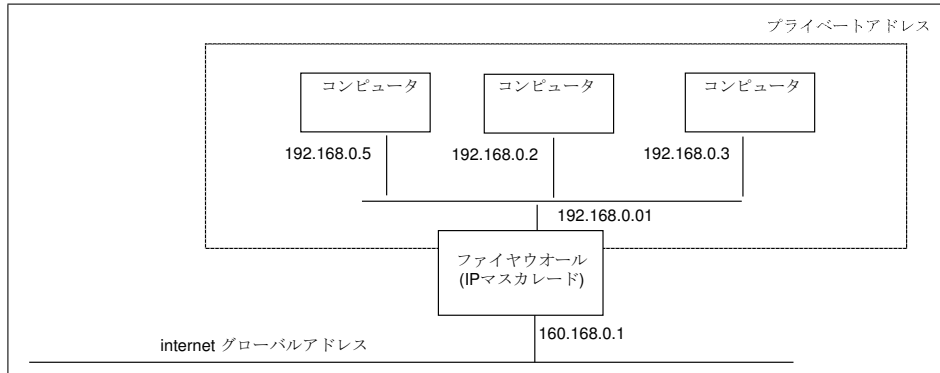 プライベートアドレス
コンピュータ
コンピュータ
コンピュータ
192.168.0.5
192.168.0.2
192.168.0.3
192.168.0.01
ファイヤウオール
(IPマスカレード)
160.168.0.1
internet グローバルアドレス